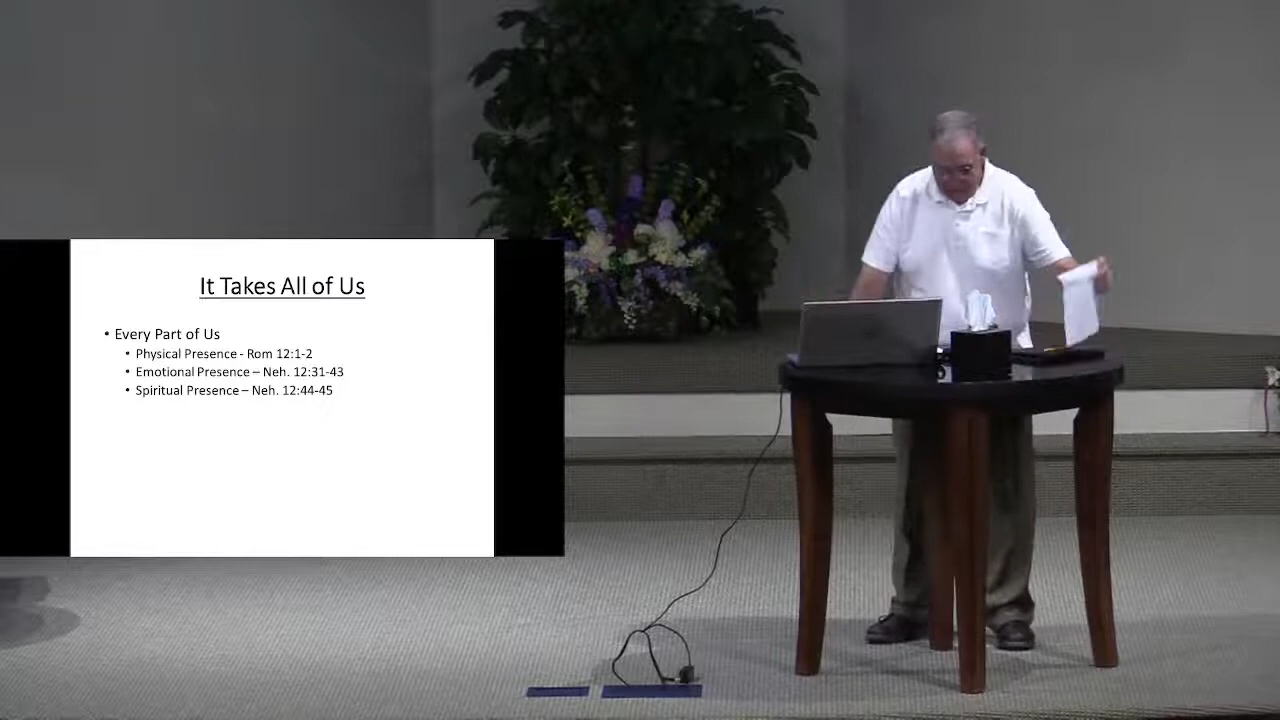 It Takes All of Us
• Every Part of Us
• Physical Presence - Rom 12:1-2
• Emotional Presence – Neh. 12:31-43
• Spiritual Presence – Neh. 12:44-45